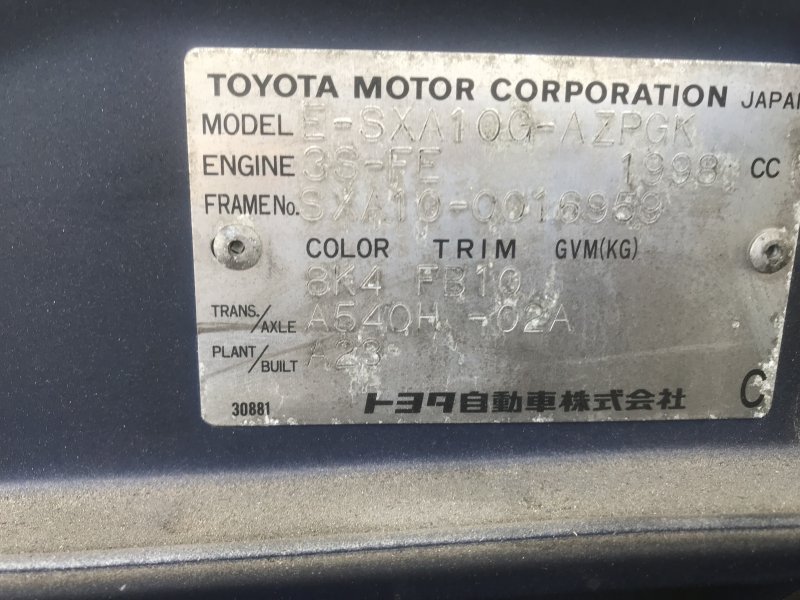 TOYOTA MOTOR CORPORATION JAPAN
MODEL E-SXA10G-AZPGK
ENGINE 3S-FE 1998 CC
FRAME No. SXA10-0016959
COLOR TRIM GVM(KG)
8K4 FB10
TRANS./AXLE A540H -02A
PLANT/BUILT A23
30881 トヨタ自動車株式会社 C